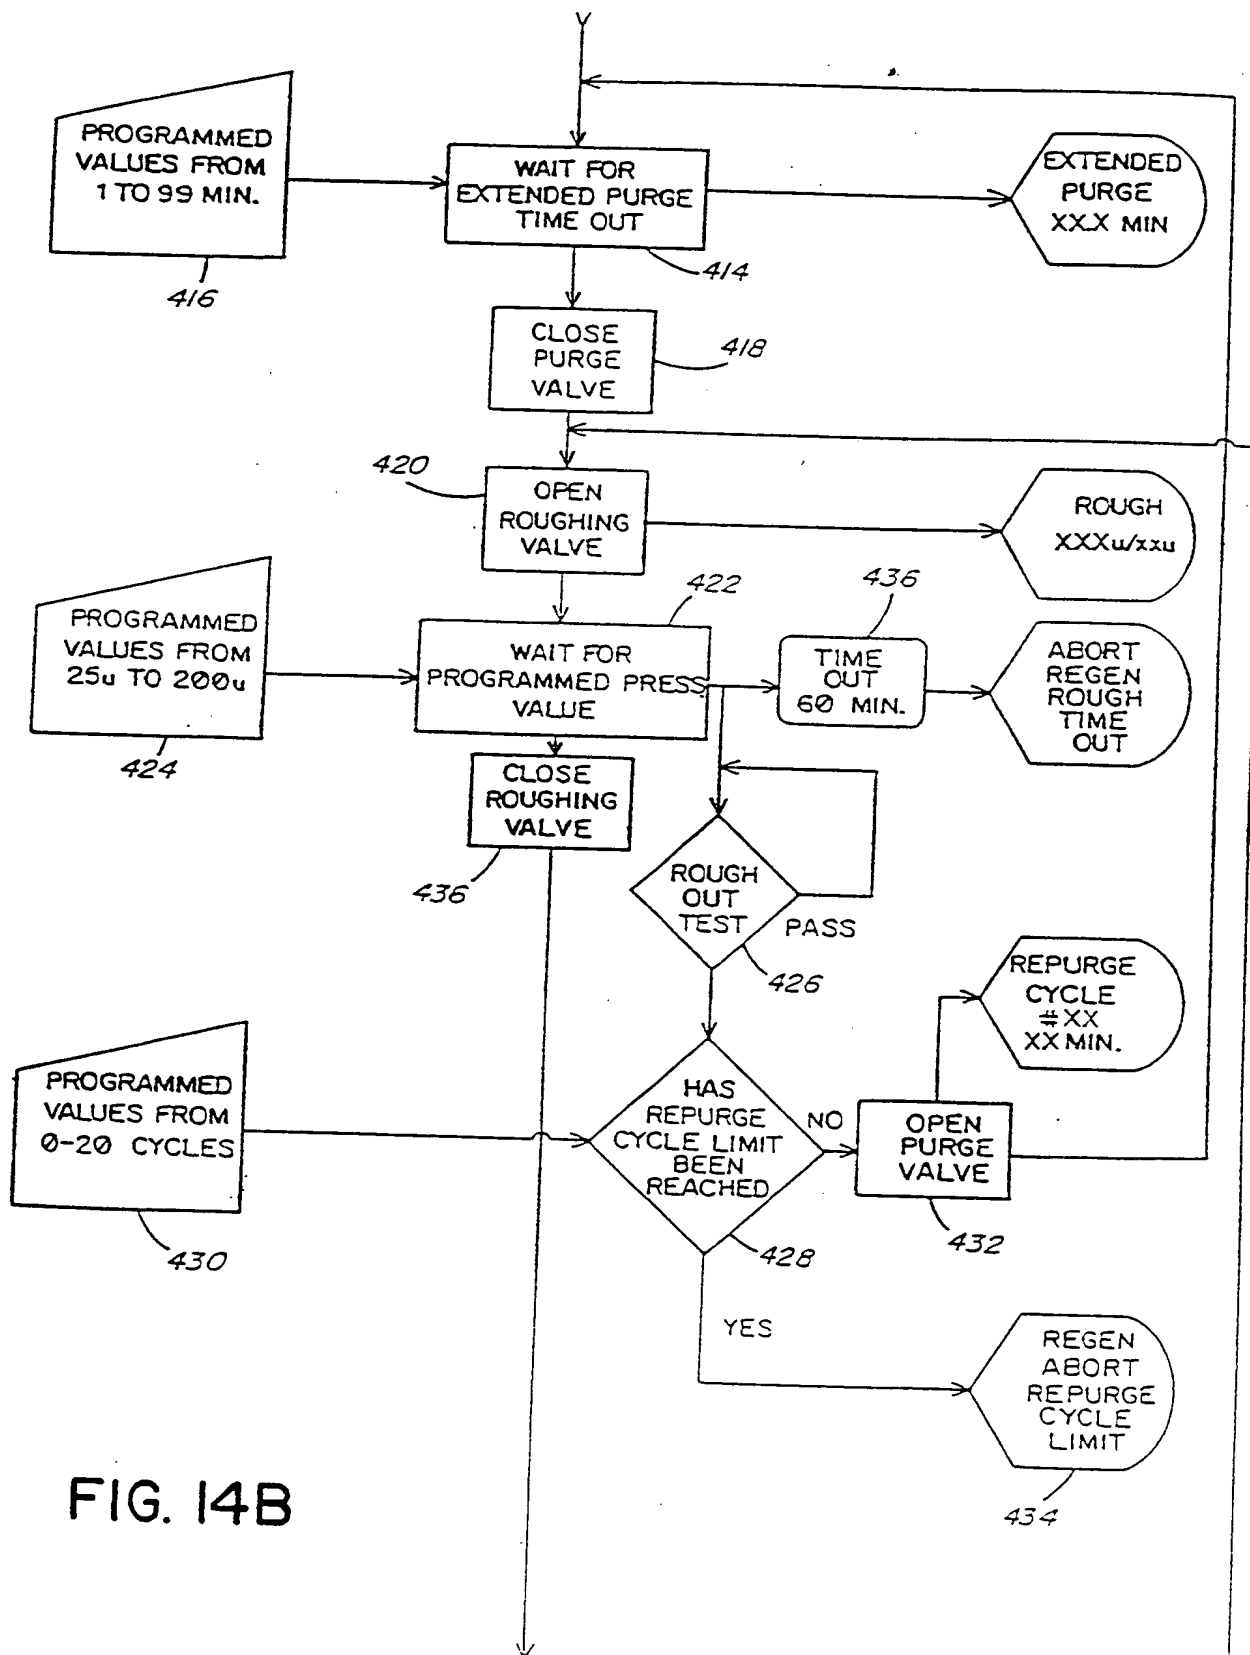 PROGRAMMED
VALUES FROM
1 TO 99 MIN.
416
WAIT FOR
EXTENDED PURGE
TIME OUT
414
EXTENDED
PURGE
XX.X MIN
CLOSE
PURGE
VALVE
418
420
OPEN
ROUGHING
VALVE
ROUGH
XXXu/xxu
PROGRAMMED
VALUES FROM
25u TO 200u
424
422
WAIT FOR
PROGRAMMED PRESS
VALUE
436
TIME
OUT
60 MIN.
ABORT
REGEN
ROUGH
TIME
OUT
CLOSE
ROUGHING
VALVE
436
ROUGH
OUT
TEST
PASS
426
REPURGE
CYCLE
#XX
XX MIN.
PROGRAMMED
VALUES FROM
0-20 CYCLES
430
HAS
REPURGE
CYCLE LIMIT
BEEN
REACHED
428
NO
OPEN
PURGE
VALVE
432
YES
REGEN
ABORT
REPURGE
CYCLE
LIMIT
434
FIG. 14B